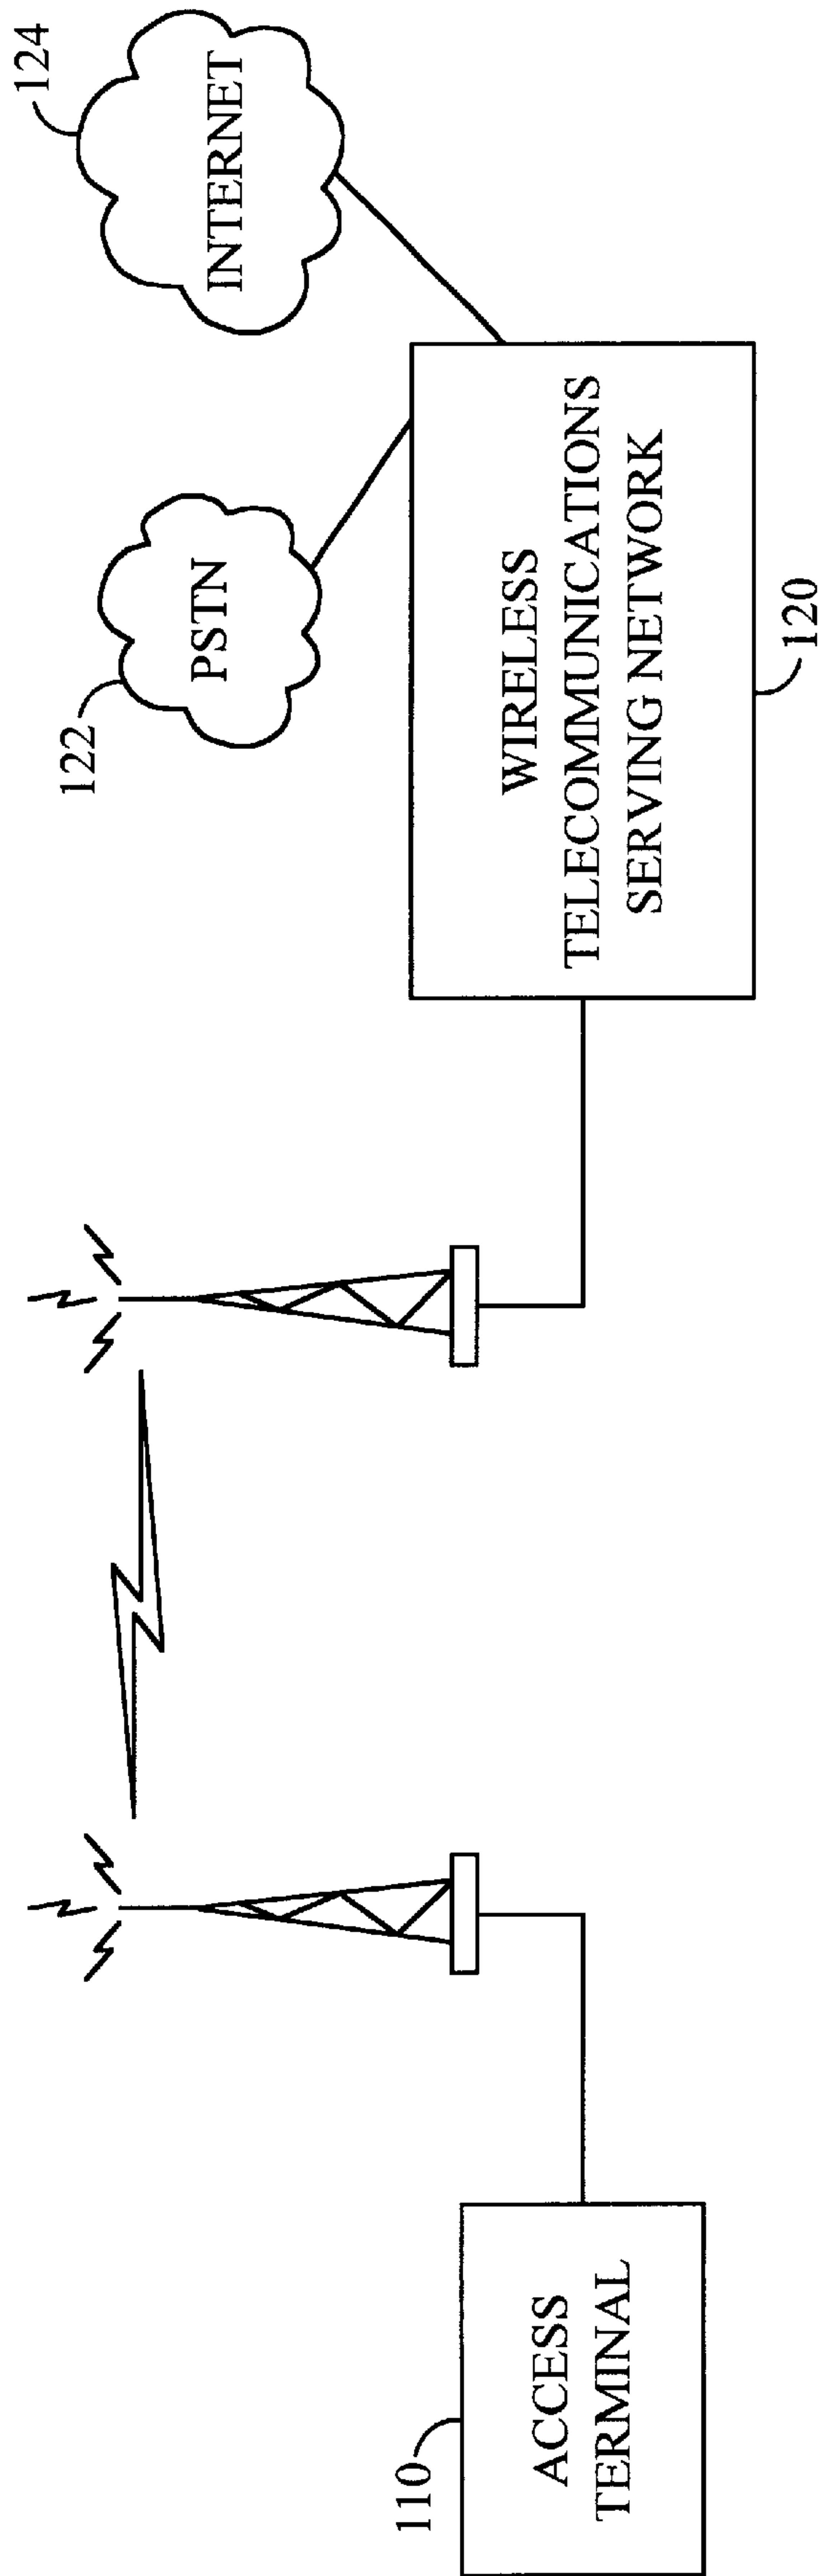 110
ACCESS
TERMINAL
WIRELESS
TELECOMMUNICATIONS
SERVING NETWORK
120
122
PSTN
124
INTERNET